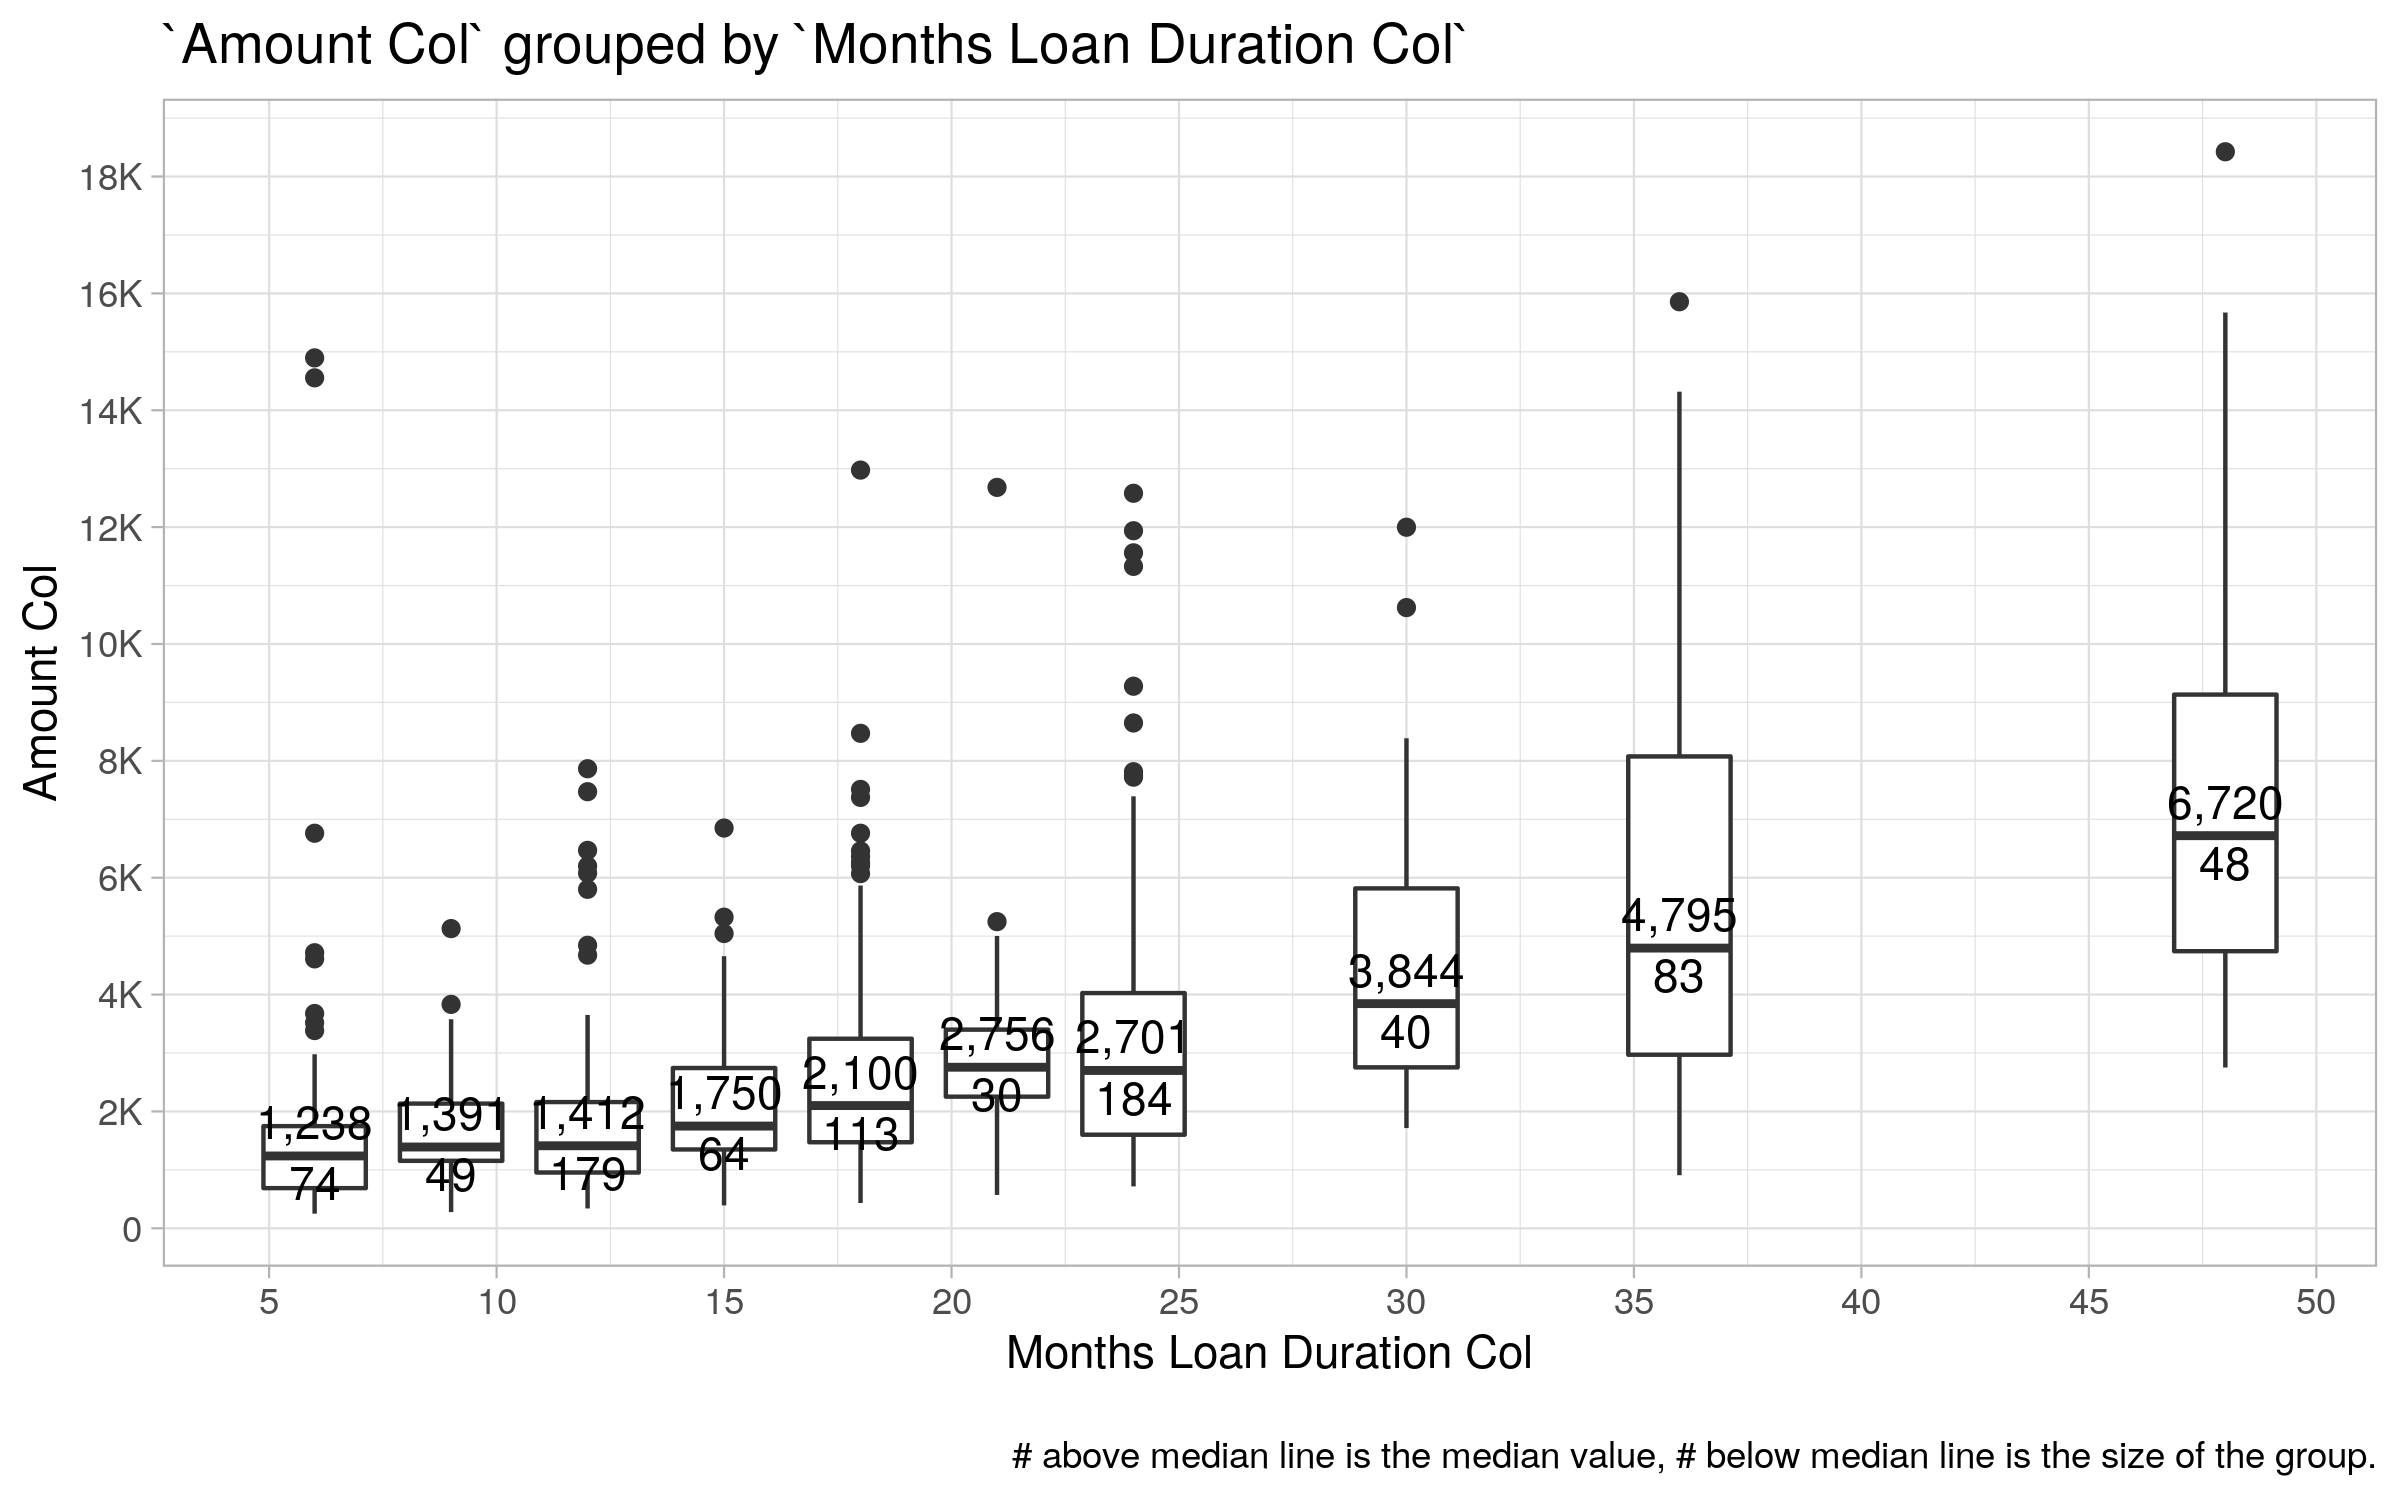 `Amount Col` grouped by `Months Loan Duration Col`
18K
16K
14K
12K
10K
8K
6K
4K
2K
0
Amount Col
1,238
74
1,391
49
1,412
179
1,750
64
2,100
113
2,756
30
2,701
184
3,844
40
4,795
83
6,720
48
5 10 15 20 25 30 35 40 45 50
Months Loan Duration Col
# above median line is the median value, # below median line is the size of the group.